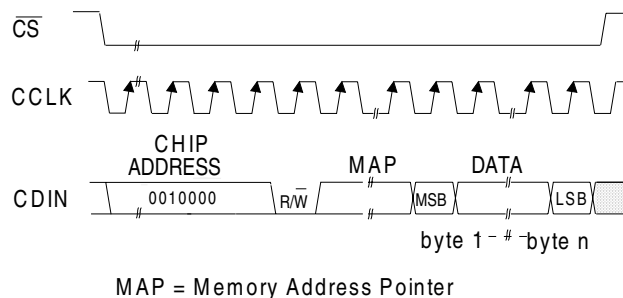 CS
CCLK
CHIP
ADDRESS
MAP
DATA
CDIN
0010000
R/W
MSB
LSB
byte 1
byte n
MAP = Memory Address Pointer